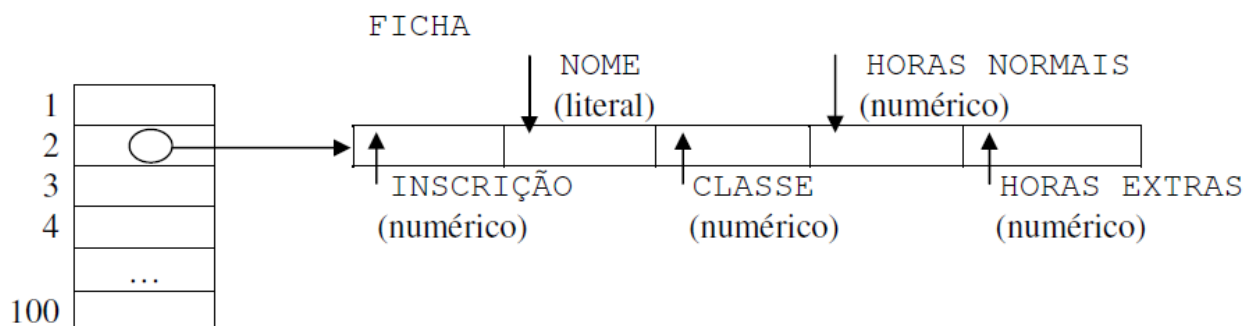 FICHA
NOME
(literal)
HORAS NORMAIS
(numérico)
1
2
3
4
...
100
INSCRIÇÃO
(numérico)
CLASSE
(numérico)
HORAS EXTRAS
(numérico)